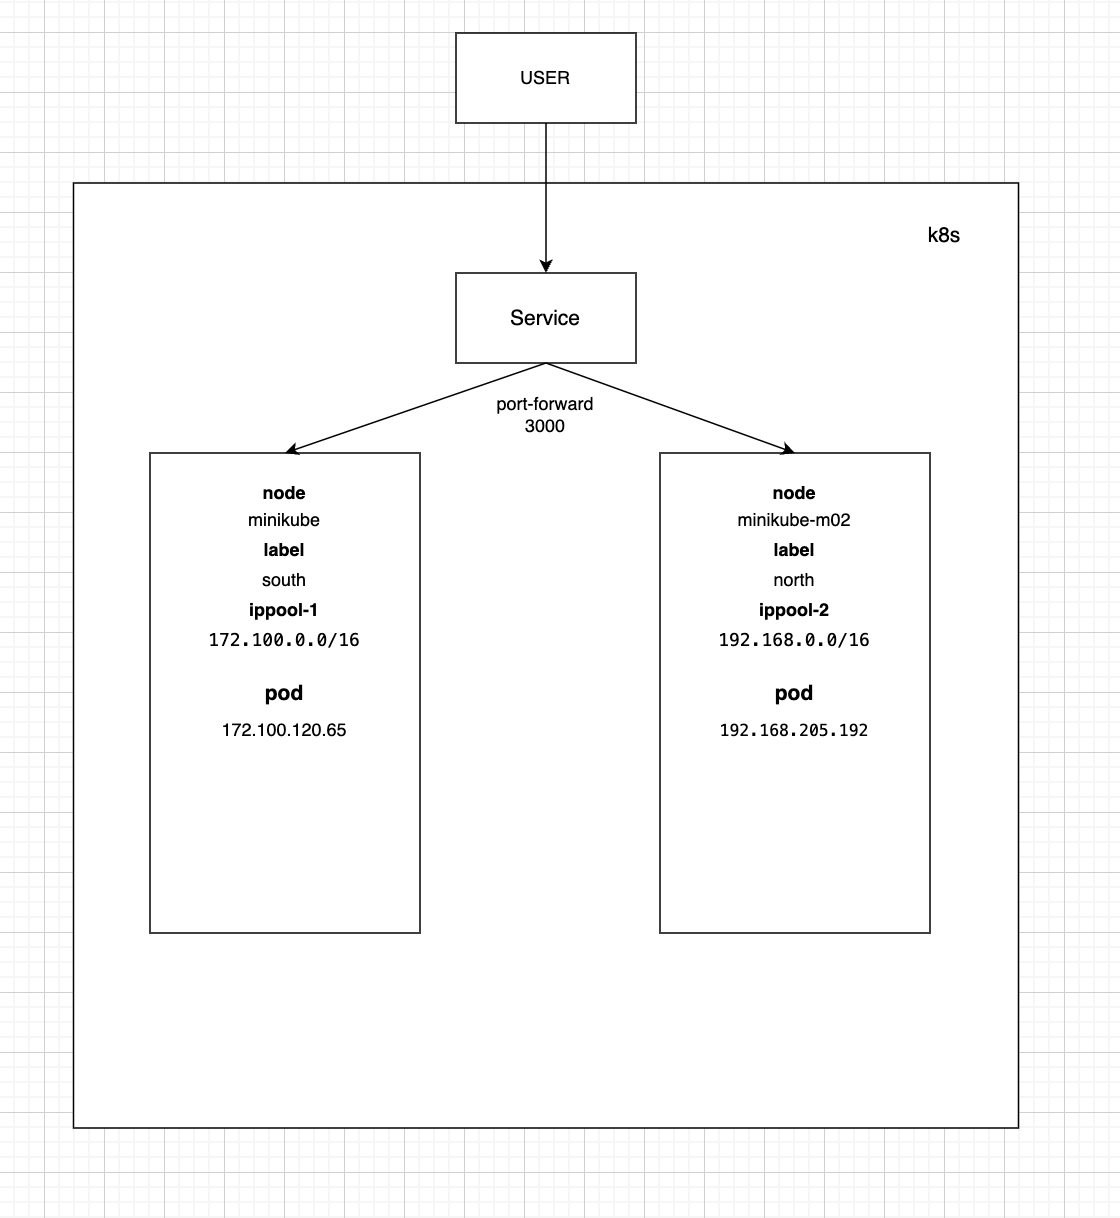 USER
k8s
Service
port-forward
3000
node
minikube
label
south
ippool-1
172.100.0.0/16
pod
172.100.120.65
node
minikube-m02
label
north
ippool-2
192.168.0.0/16
pod
192.168.205.192